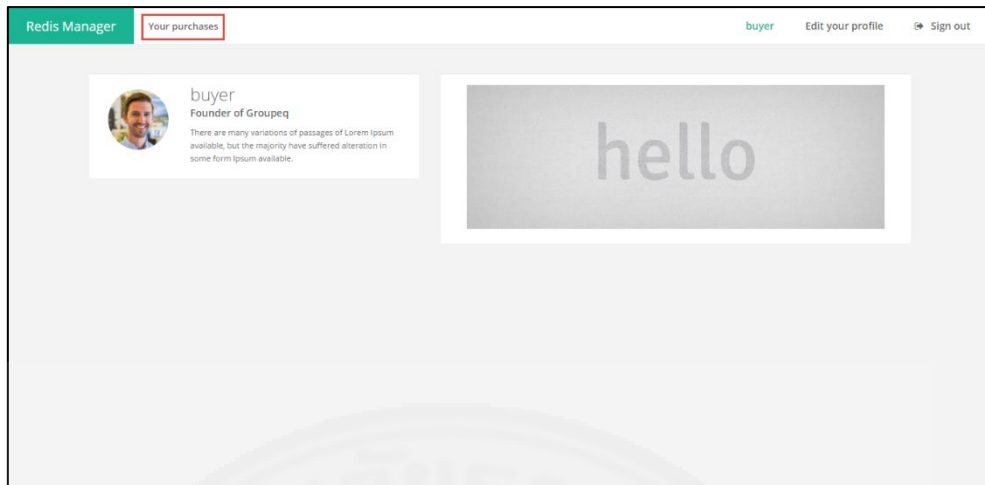 Redis Manager
Your purchases
buyer
Edit your profile
Sign out
buyer
Founder of Groupeq
There are many variations of passages of Lorem Ipsum
available, but the majority have suffered alteration in
some form Ipsum available.
hello